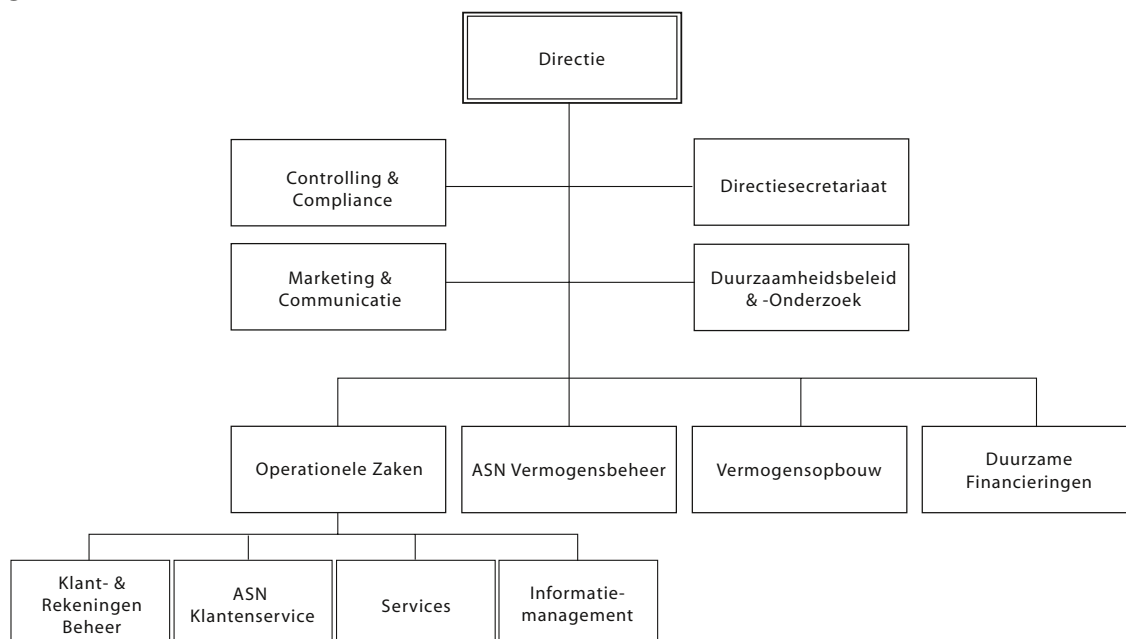 Directie
Controlling &
Compliance
Directiesecretariaat
Marketing &
Communicatie
Duurzaamheidsbeleid
& -Onderzoek
Operationele Zaken
ASN Vermogensbeheer
Vermogensopbouw
Duurzame
Financieringen
Klant- &
Rekeningen
Beheer
ASN
Klantenservice
Services
Informatie-
management